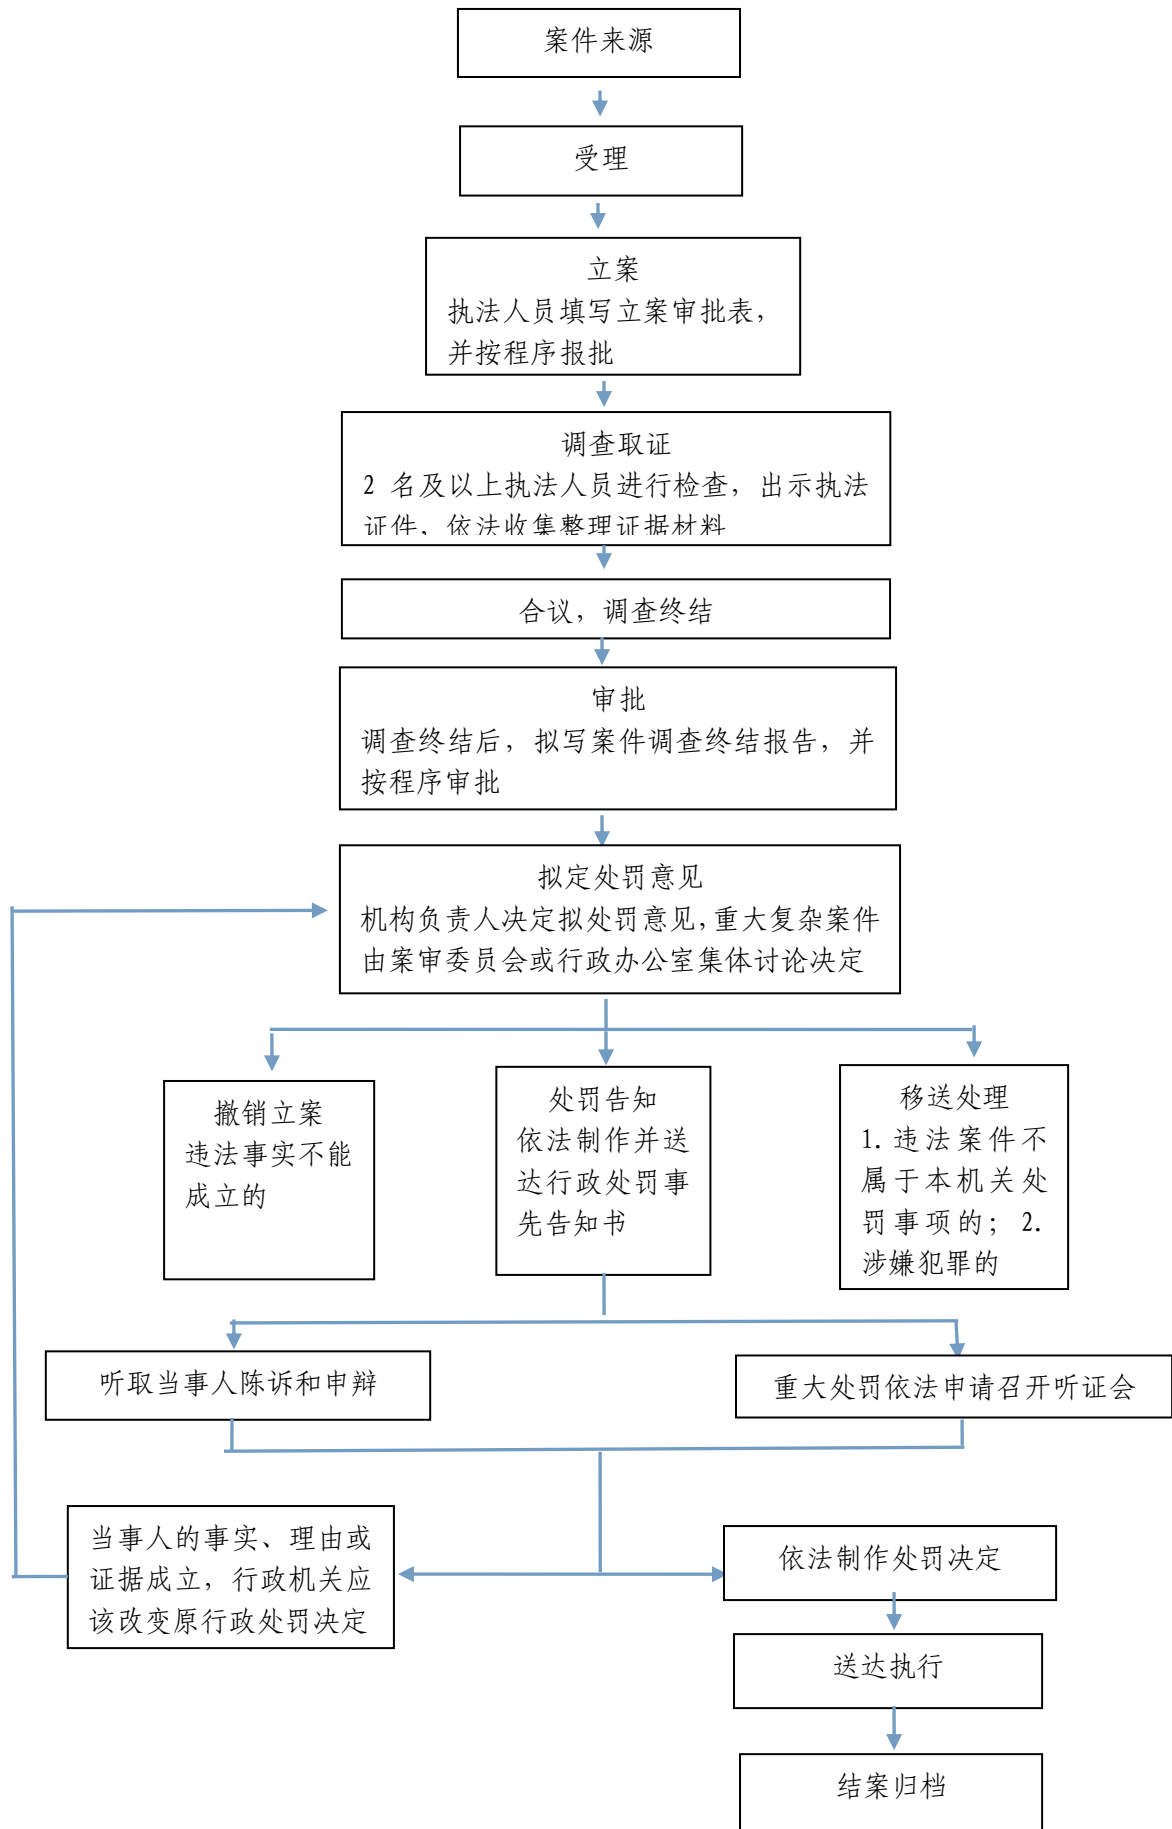 案件来源
受理
立案
执法人员填写立案审批表，
并按程序报批
调查取证
2 名及以上执法人员进行检查，出示执法
证件，依法收集整理证据材料
合议，调查终结
审批
调查终结后，拟写案件调查终结报告，并
按程序审批
拟定处罚意见
机构负责人决定拟处罚意见，重大复杂案件
由案审委员会或行政办公室集体讨论决定
撤销立案
违法事实不能
成立的
处罚告知
依法制作并送
达行政处罚事
先告知书
移送处理
1. 违法案件不
属于本机关处
罚事项的；2.
涉嫌犯罪的
听取当事人陈诉和申辩
重大处罚依法申请召开听证会
当事人的事实、理由或
证据成立，行政机关应
该改变原行政处罚决定
依法制作处罚决定
送达执行
结案归档